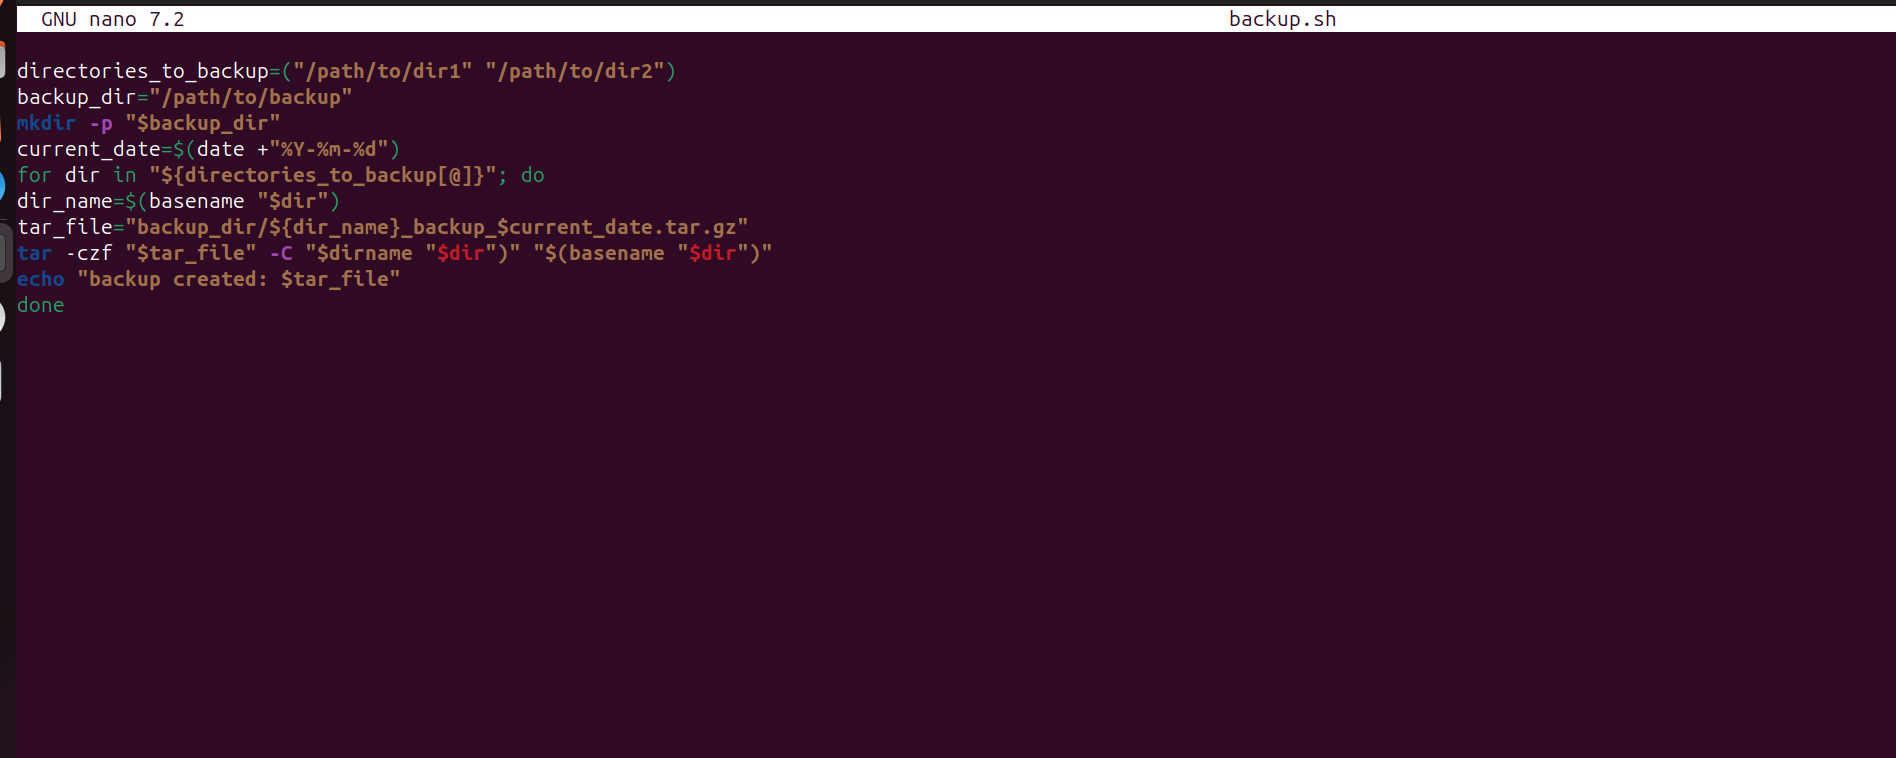 GNU nano 7.2 backup.sh
directories_to_backup=("/path/to/dir1" "/path/to/dir2")
backup_dir="/path/to/backup"
mkdir -p "$backup_dir"
current_date=$(date +"%Y-%m-%d")
for dir in "${directories_to_backup[@]}"; do
dir_name=$(basename "$dir")
tar_file="backup_dir/${dir_name}_backup_$current_date.tar.gz"
tar -czf "$tar_file" -C "$dirname "$dir")" "$(basename "$dir")"
echo "backup created: $tar_file"
done